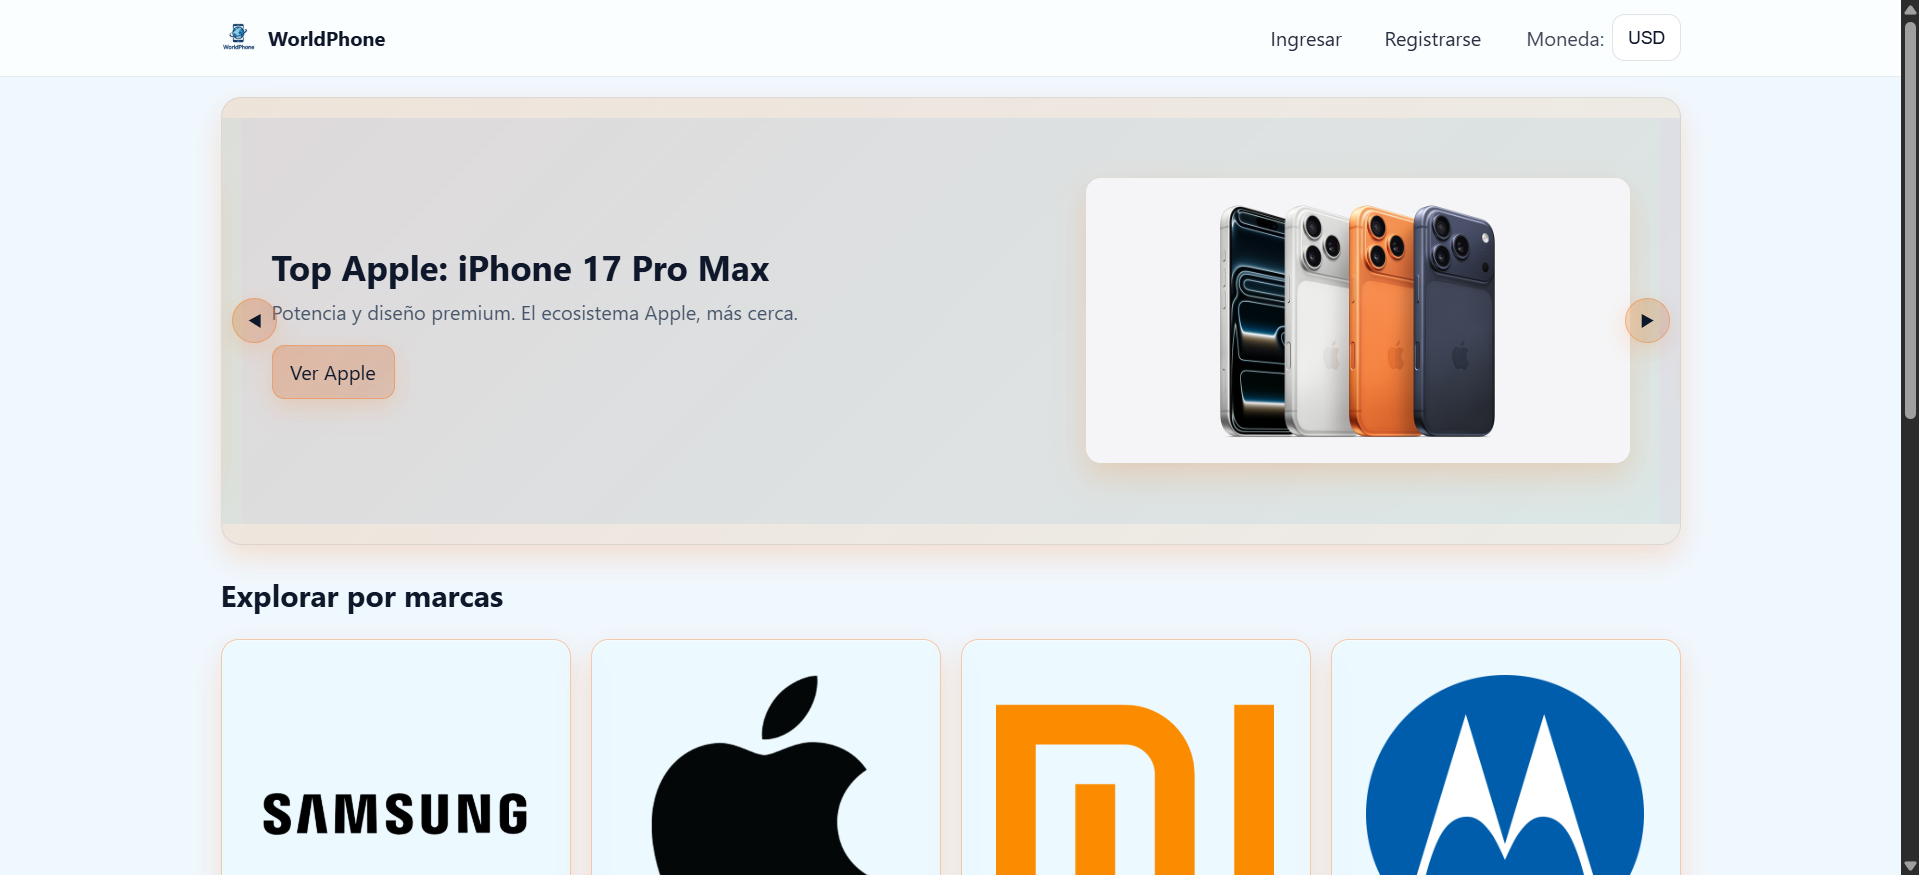 WorldPhone
WorldPhone
Ingresar
Registrarse
Moneda:
USD
Top Apple: iPhone 17 Pro Max
Potencia y diseño premium. El ecosistema Apple, más cerca.
Ver Apple
Explorar por marcas
SAMSUNG